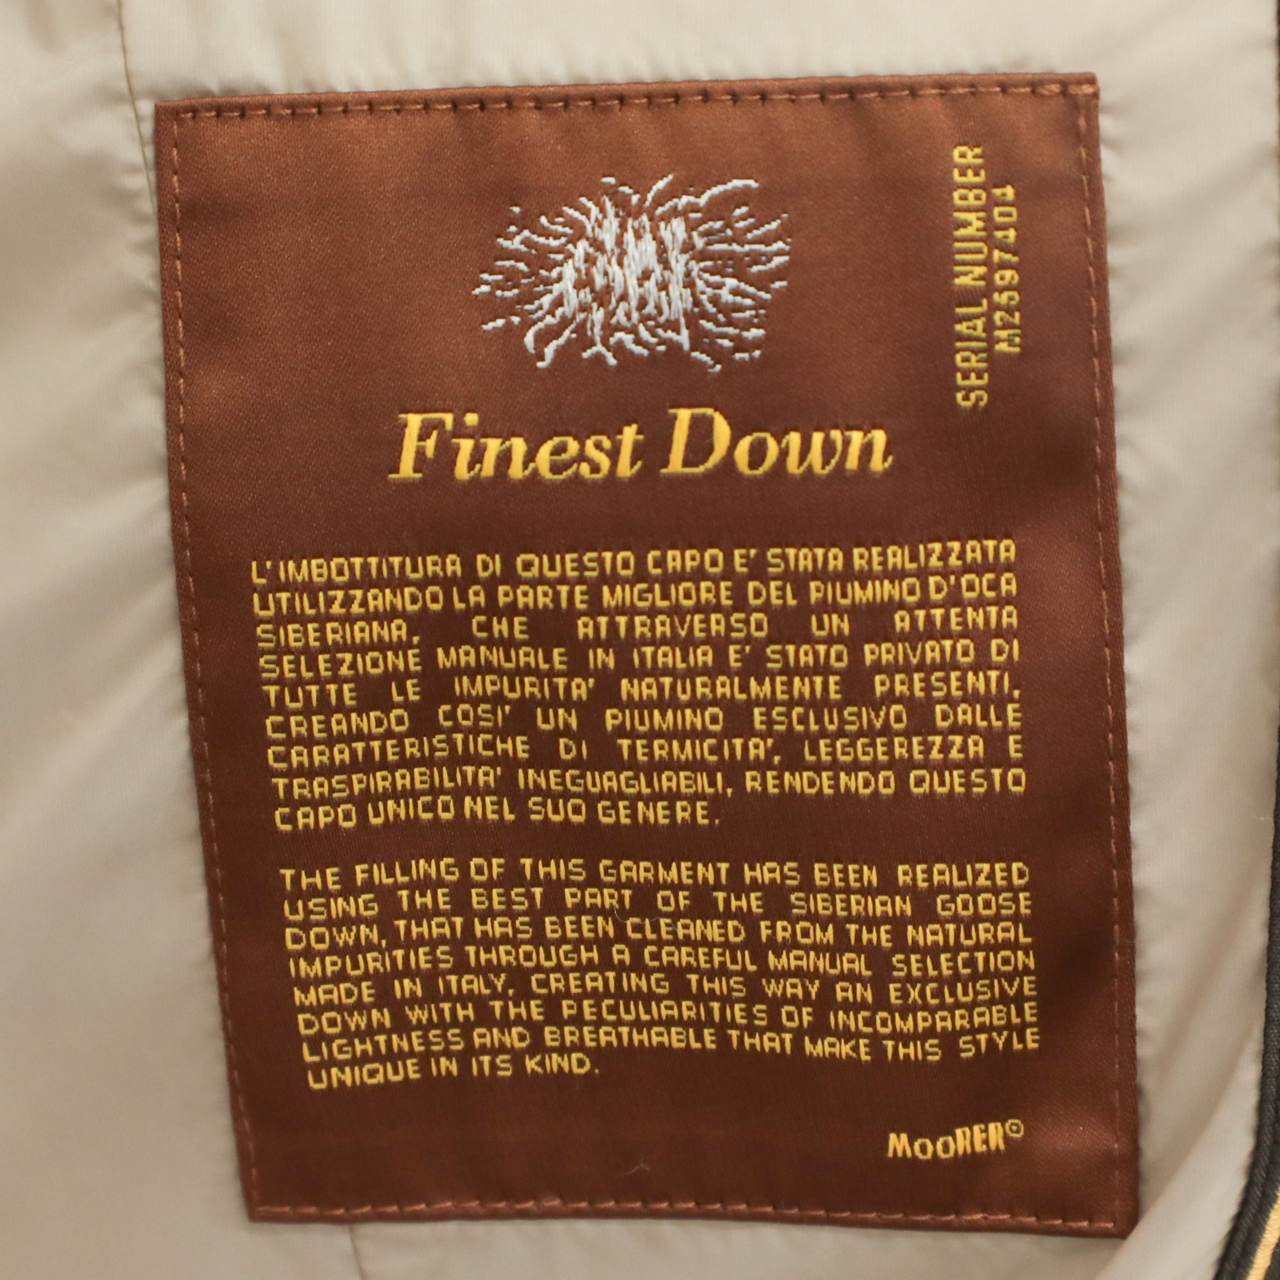 SERIAL NUMBER
M2597404
Finest Down
L'IMBOTTITURA DI QUESTO CAPO E' STATA REALIZZATA
UTILIZZANDO LA PARTE MIGLIORE DEL PIUMINO D'OCA
SIBERIANA, CHE ATTRAVERSO UN ATTENTA
SELEZIONE MANUALE IN ITALIA E' STATO PRIVATO DI
TUTTE LE IMPURITA' NATURALMENTE PRESENTI,
CREANDO COSI' UN PIUMINO ESCLUSIVO DALLE
CARATTERISTICHE DI TERMICITA', LEGGEREZZA E
TRASPIRABILITA' INEGUAGLIABILI, RENDENDO QUESTO
CAPO UNICO NEL SUO GENERE.
THE FILLING OF THIS GARMENT HAS BEEN REALIZED
USING THE BEST PART OF THE SIBERIAN GOOSE
DOWN, THAT HAS BEEN CLEANED FROM THE NATURAL
IMPURITIES THROUGH A CAREFUL MANUAL SELECTION
MADE IN ITALY, CREATING THIS WAY AN EXCLUSIVE
DOWN WITH THE PECULIARITIES OF INCOMPARABLE
LIGHTNESS AND BREATHABLE THAT MAKE THIS STYLE
UNIQUE IN ITS KIND.
MOORER©